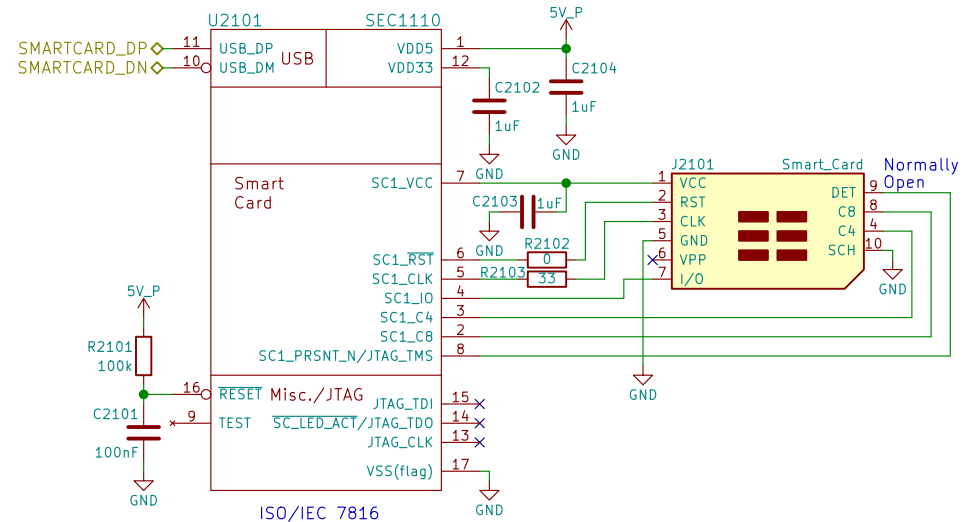 U2101 SEC1110
5V_P
SMARTCARD_DP 11 USB_DP USB VDD5 1
SMARTCARD_DN 10 USB_DM VDD33 12
C2102
1uF
GND
C2104
1uF
GND
Smart
Card
SC1_VCC 7
C2103 1uF
GND
J2101 Smart_Card
Normally
Open
1 VCC
2 RST
3 CLK
5 GND
6 VPP
7 I/O
DET 9
C8 8
C4 4
SCH 10
GND
R2102
0
R2103 33
SC1_RST 6
SC1_CLK 5
SC1_IO 4
SC1_C4 3
SC1_C8 2
SC1_PRSNT_N/JTAG_TMS 8
GND
5V_P
R2101
100k
16 RESET Misc./JTAG
C2101
100nF
GND
9 TEST
JTAG_TDI 15
SC_LED_ACT/JTAG_TDO 14
JTAG_CLK 13
VSS(flag) 17
GND
ISO/IEC 7816